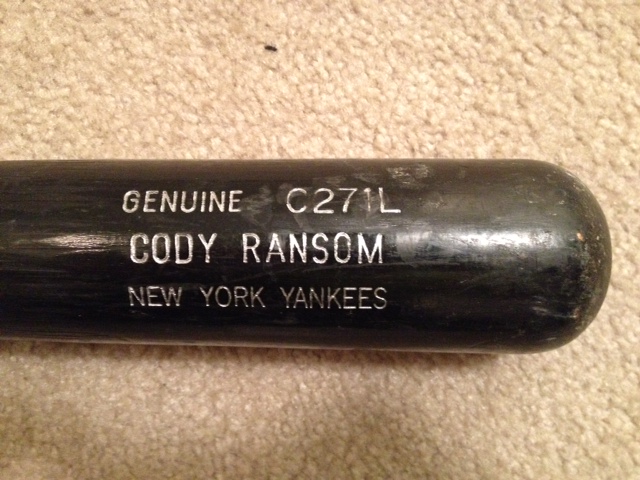 GENUINE C271L
CODY RANSOM
NEW YORK YANKEES